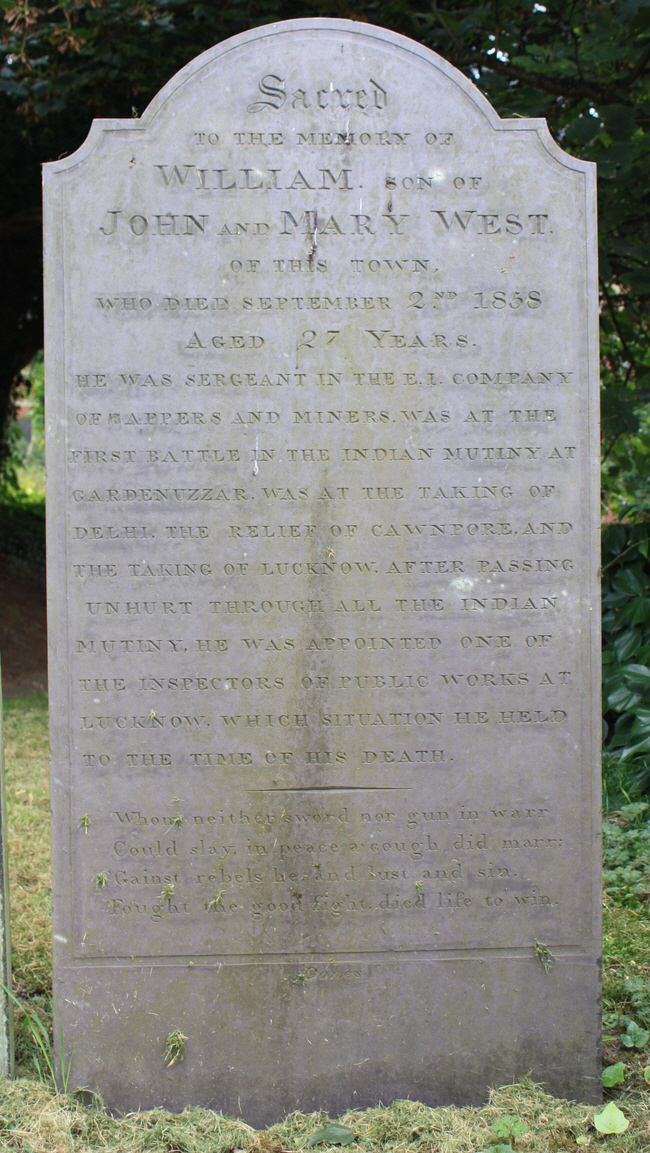 Sacred
TO THE MEMORY OF
WILLIAM. SON OF
JOHN AND MARY WEST.
OF THIS TOWN,
WHO DIED SEPTEMBER 2ND 1858
AGED 27 YEARS.
HE WAS SERGEANT IN THE E.I. COMPANY
OF SAPPERS AND MINERS. WAS AT THE
FIRST BATTLE IN THE INDIAN MUTINY AT
GARDENUZZAR, WAS AT THE TAKING OF
DELHI, THE RELIEF OF CAWNPORE, AND
THE TAKING OF LUCKNOW. AFTER PASSING
UNHURT THROUGH ALL THE INDIAN
MUTINY, HE WAS APPOINTED ONE OF
THE INSPECTORS OF PUBLIC WORKS AT
LUCKNOW, WHICH SITUATION HE HELD
TO THE TIME OF HIS DEATH.
Whom neither sword nor gun in warr
Could slay, in peace a cough did marr:
Gainst rebels he, and lust and sin,
Fought the good fight, died life to win.